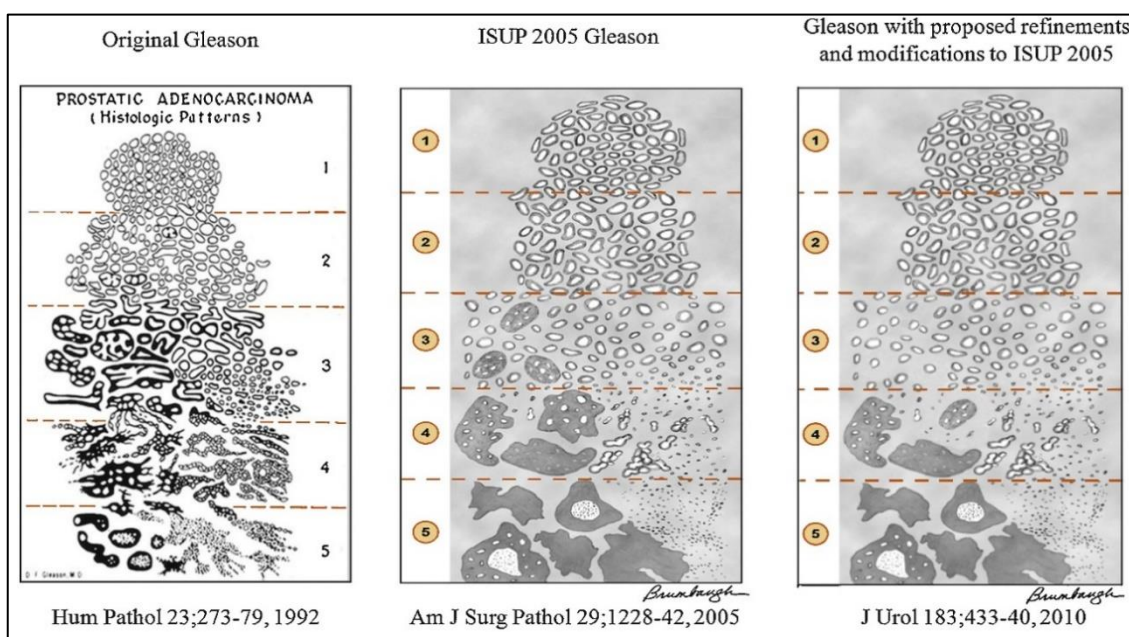 Original Gleason
ISUP 2005 Gleason
Gleason with proposed refinements
and modifications to ISUP 2005
PROSTATIC ADENOCARCINOMA
(Histologic Patterns)
1
2
3
4
5
D F Gleason, M D
1
2
3
4
5
Brumbaugh
1
2
3
4
5
Brumbaugh
Hum Pathol 23;273-79, 1992
Am J Surg Pathol 29;1228-42, 2005
J Urol 183;433-40, 2010